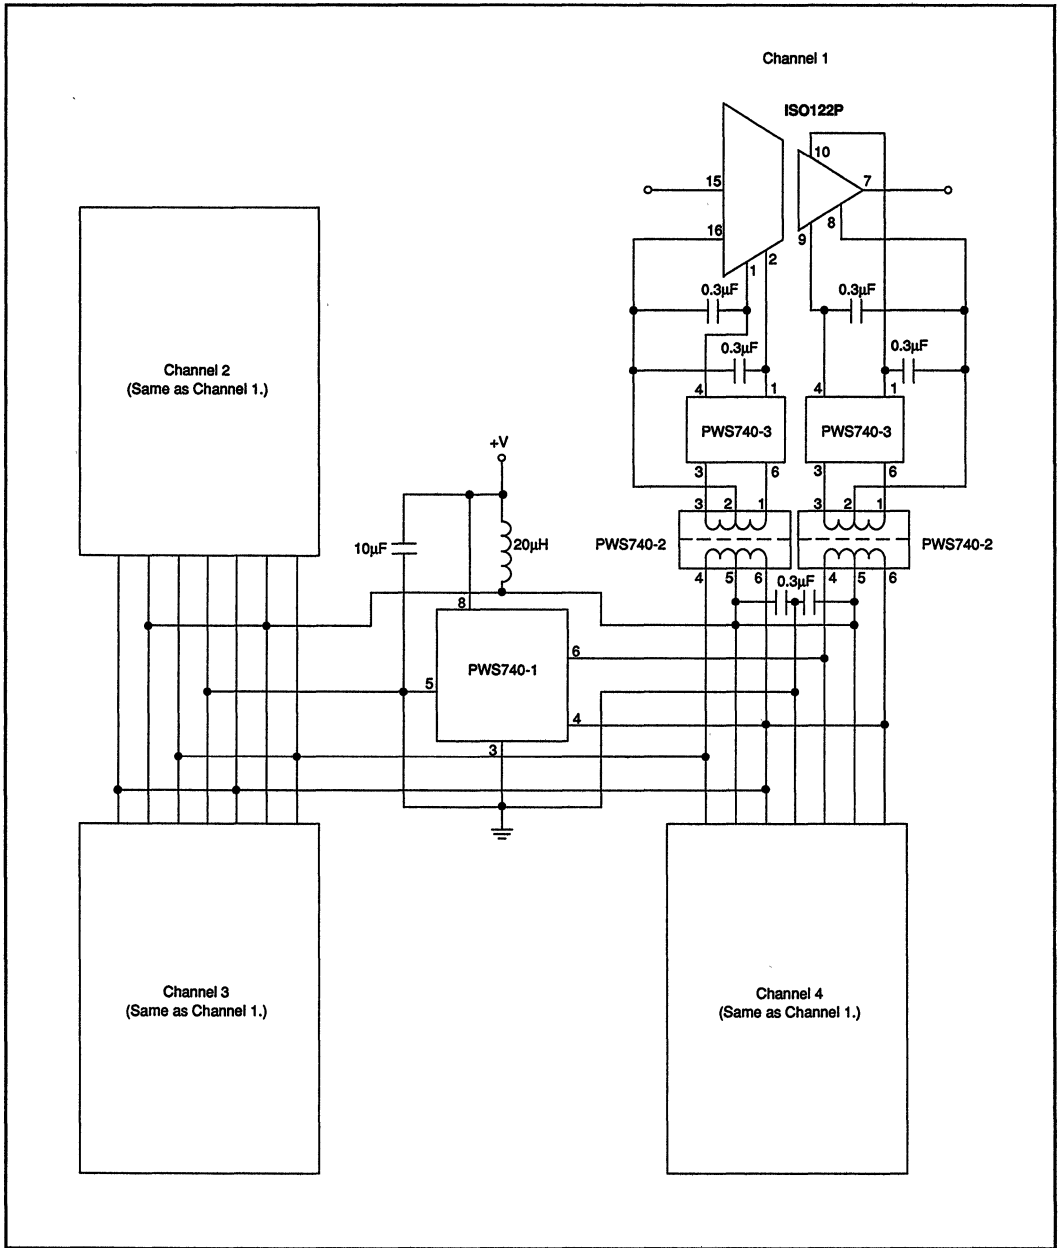 Channel 1
ISO122P
10
15
7
16
8
9
1
2
0.3µF
0.3µF
0.3µF
0.3µF
Channel 2
(Same as Channel 1.)
4
1
4
1
PWS740-3
PWS740-3
+V
3
6
3
6
3
2
1
3
2
1
10µF
20µH
PWS740-2
PWS740-2
4
5
6
4
5
6
0.3µF
8
6
PWS740-1
5
4
3
Channel 3
(Same as Channel 1.)
Channel 4
(Same as Channel 1.)